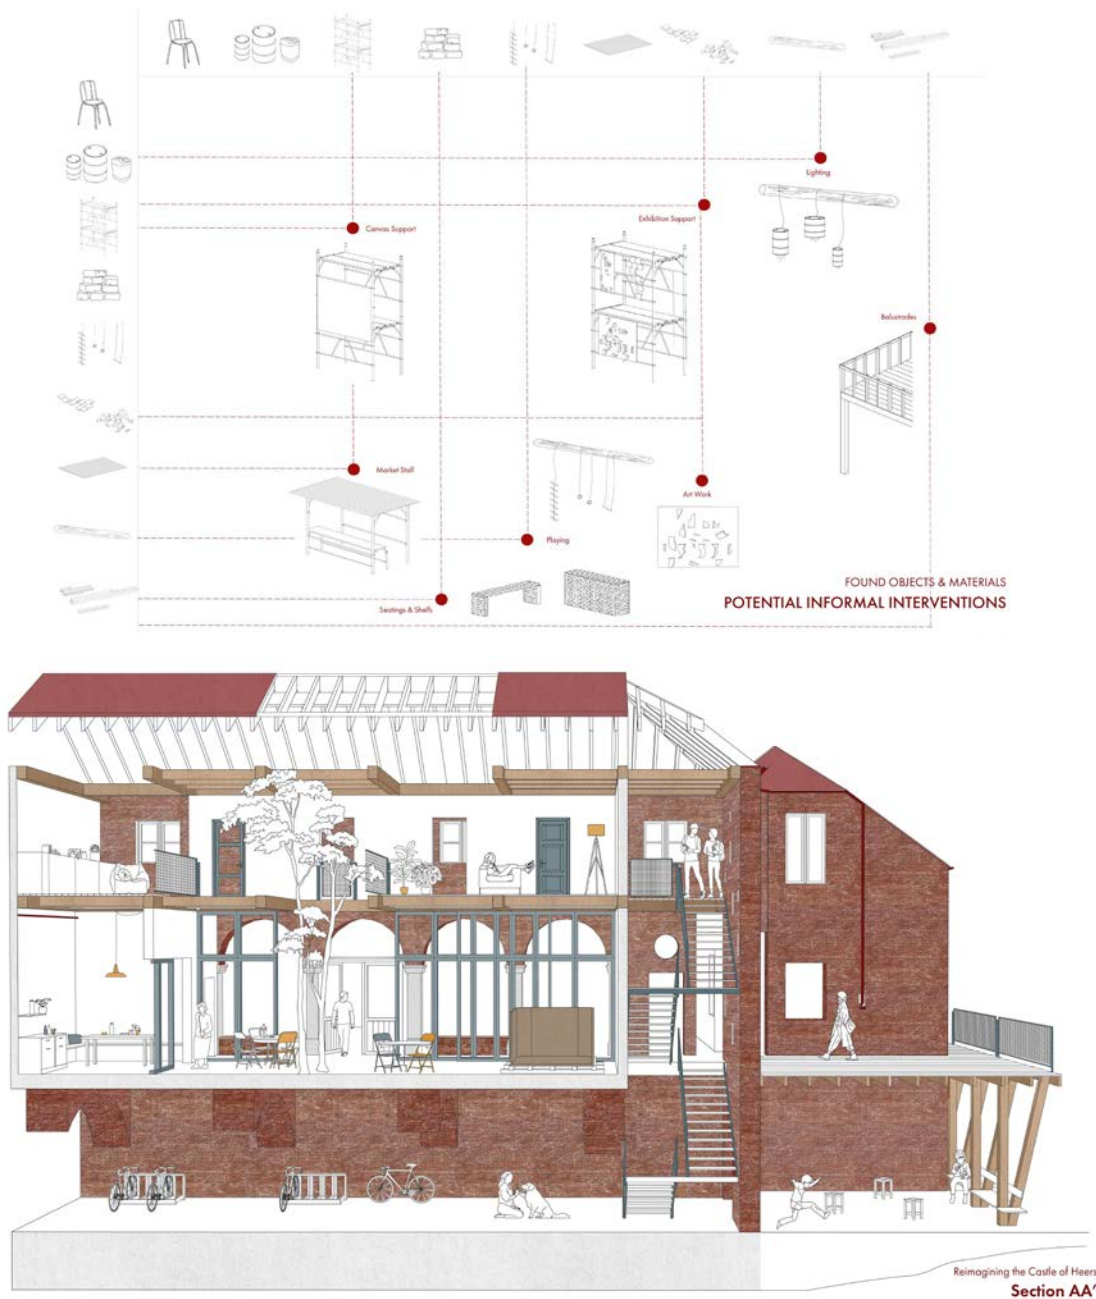 Lighting
Exhibition Support
Canvas Support
Balustrades
Market Stall
Art Work
Playing
FOUND OBJECTS & MATERIALS
POTENTIAL INFORMAL INTERVENTIONS
Seatings & Shelfs
Reimagining the Castle of Heers
Section AA'